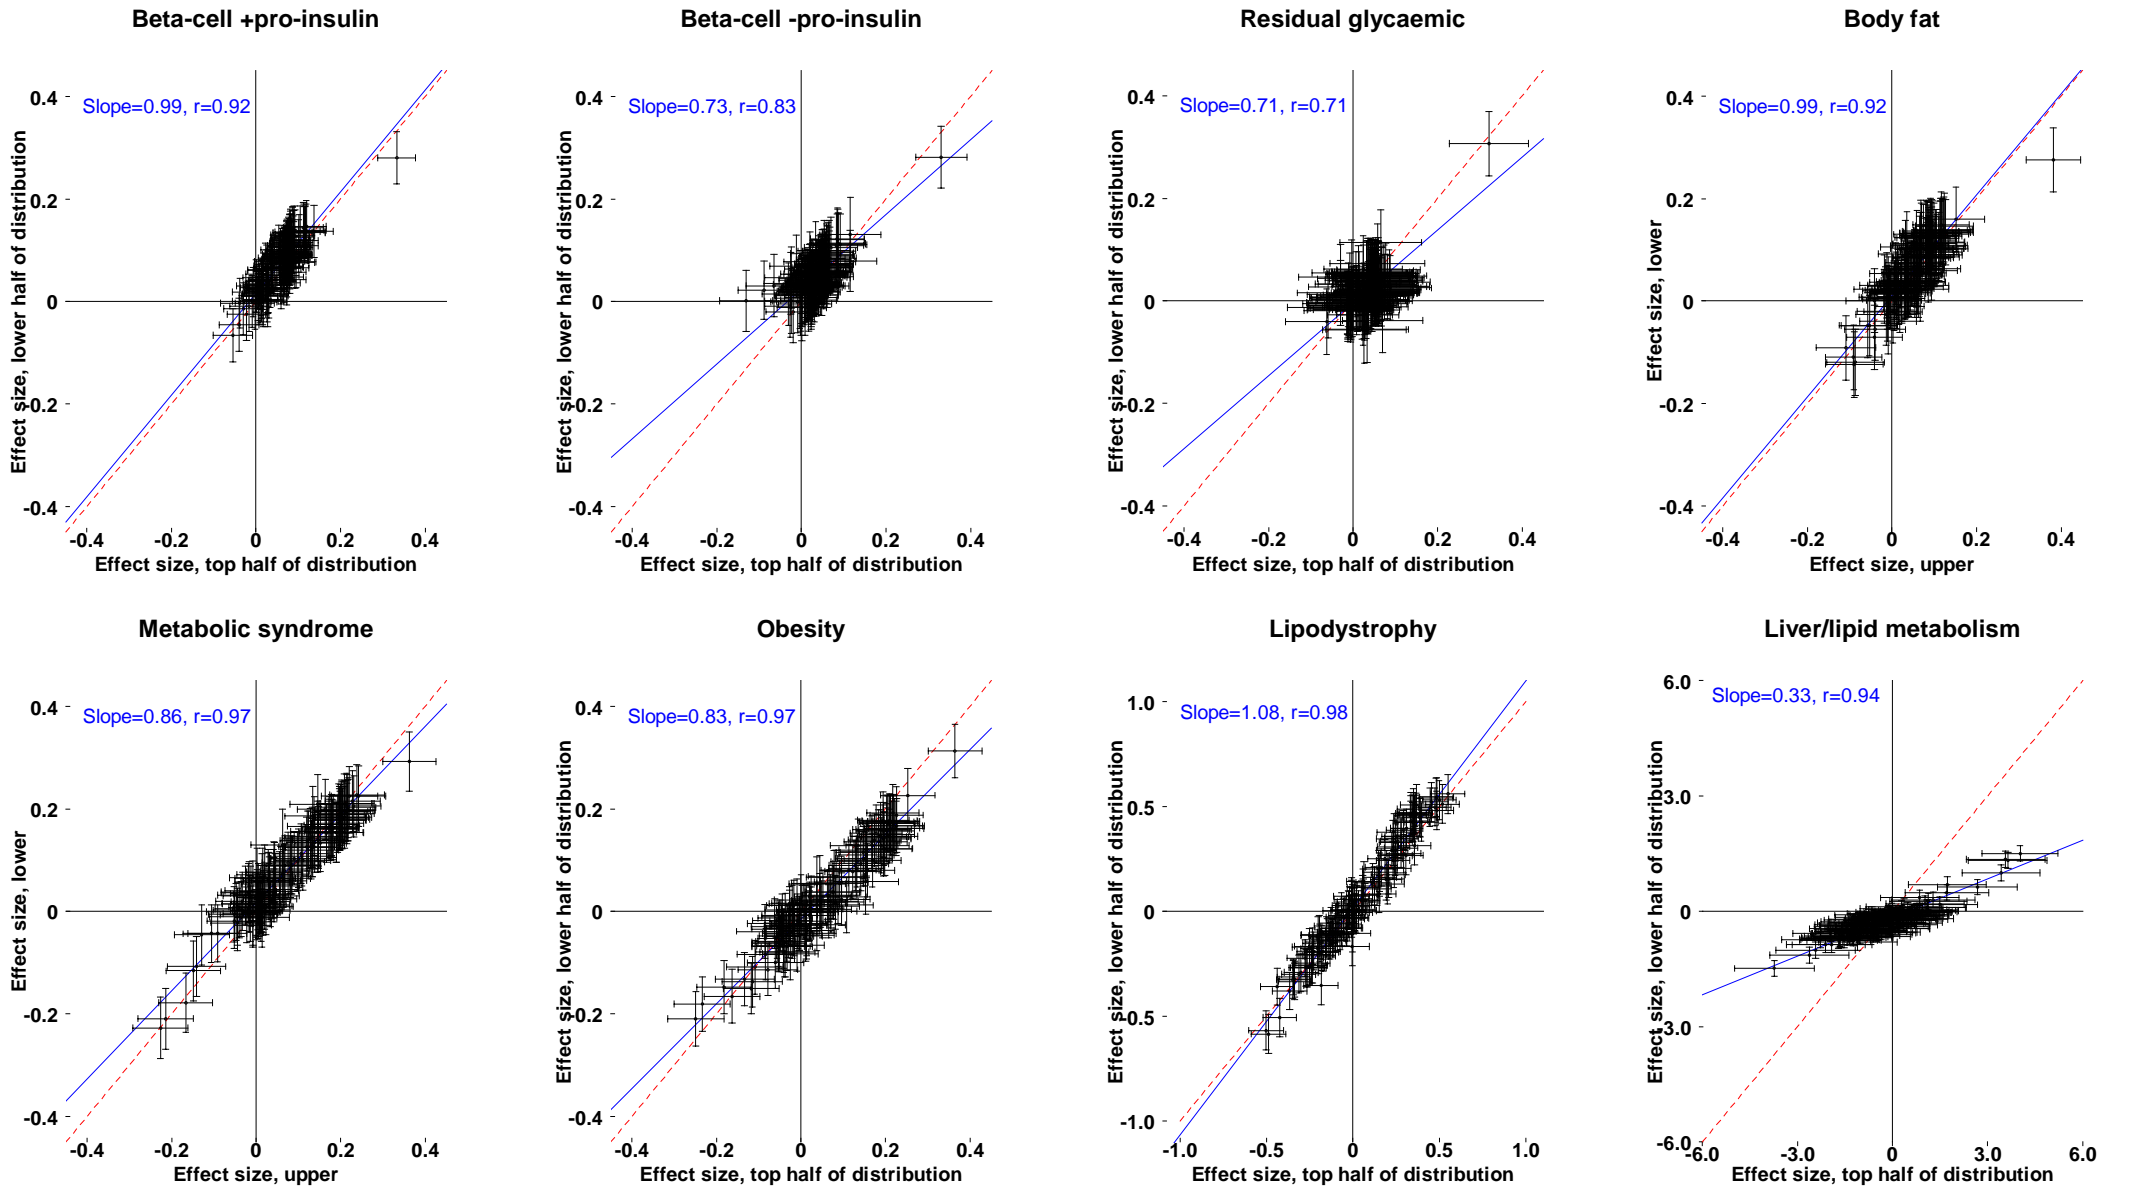 Beta-cell +pro-insulin
Slope=0.99, r=0.92
Effect size, lower half of distribution
0.4
0.2
0
-0.2
-0.4
-0.4 -0.2 0 0.2 0.4
Effect size, top half of distribution
Beta-cell -pro-insulin
Slope=0.73, r=0.83
Effect size, lower half of distribution
0.4
0.2
0
-0.2
-0.4
-0.4 -0.2 0 0.2 0.4
Effect size, top half of distribution
Residual glycaemic
Slope=0.71, r=0.71
Effect size, lower half of distribution
0.4
0.2
0
-0.2
-0.4
-0.4 -0.2 0 0.2 0.4
Effect size, top half of distribution
Body fat
Slope=0.99, r=0.92
Effect size, lower
0.4
0.2
0
-0.2
-0.4
-0.4 -0.2 0 0.2 0.4
Effect size, upper
Metabolic syndrome
Slope=0.86, r=0.97
Effect size, lower
0.4
0.2
0
-0.2
-0.4
-0.4 -0.2 0 0.2 0.4
Effect size, upper
Obesity
Slope=0.83, r=0.97
Effect size, lower half of distribution
0.4
0.2
0
-0.2
-0.4
-0.4 -0.2 0 0.2 0.4
Effect size, top half of distribution
Lipodystrophy
Slope=1.08, r=0.98
Effect size, lower half of distribution
1.0
0.5
0
-0.5
-1.0
-1.0 -0.5 0 0.5 1.0
Effect size, top half of distribution
Liver/lipid metabolism
Slope=0.33, r=0.94
Effect size, lower half of distribution
6.0
3.0
0
-3.0
-6.0
-6.0 -3.0 0 3.0 6.0
Effect size, top half of distribution